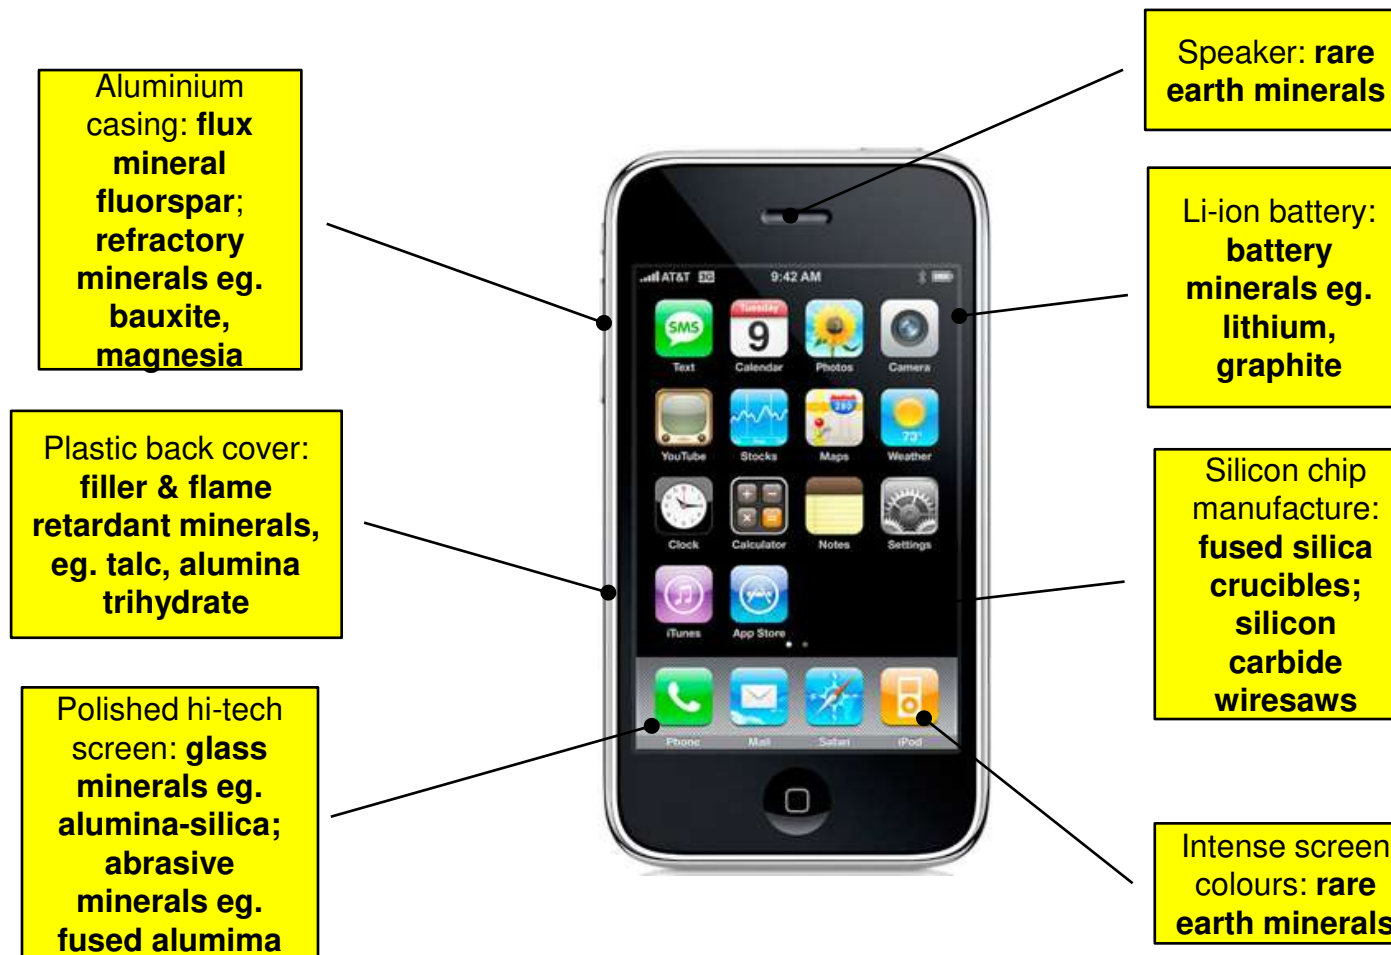 Aluminium
casing: flux
mineral
fluorspar;
refractory
minerals eg.
bauxite,
magnesia
Plastic back cover:
filler & flame
retardant minerals,
eg. talc, alumina
trihydrate
Polished hi-tech
screen: glass
minerals eg.
alumina-silica;
abrasive
minerals eg.
fused alumima
AT&T 3G 9:42 AM
SMS
Tuesday
9
280
73°
Text Calendar Photos Camera
YouTube Stocks Maps Weather
Clock Calculator Notes Settings
iTunes App Store
Phone Mail Safari iPod
Speaker: rare
earth minerals
Li-ion battery:
battery
minerals eg.
lithium,
graphite
Silicon chip
manufacture:
fused silica
crucibles;
silicon
carbide
wiresaws
Intense screen
colours: rare
earth minerals